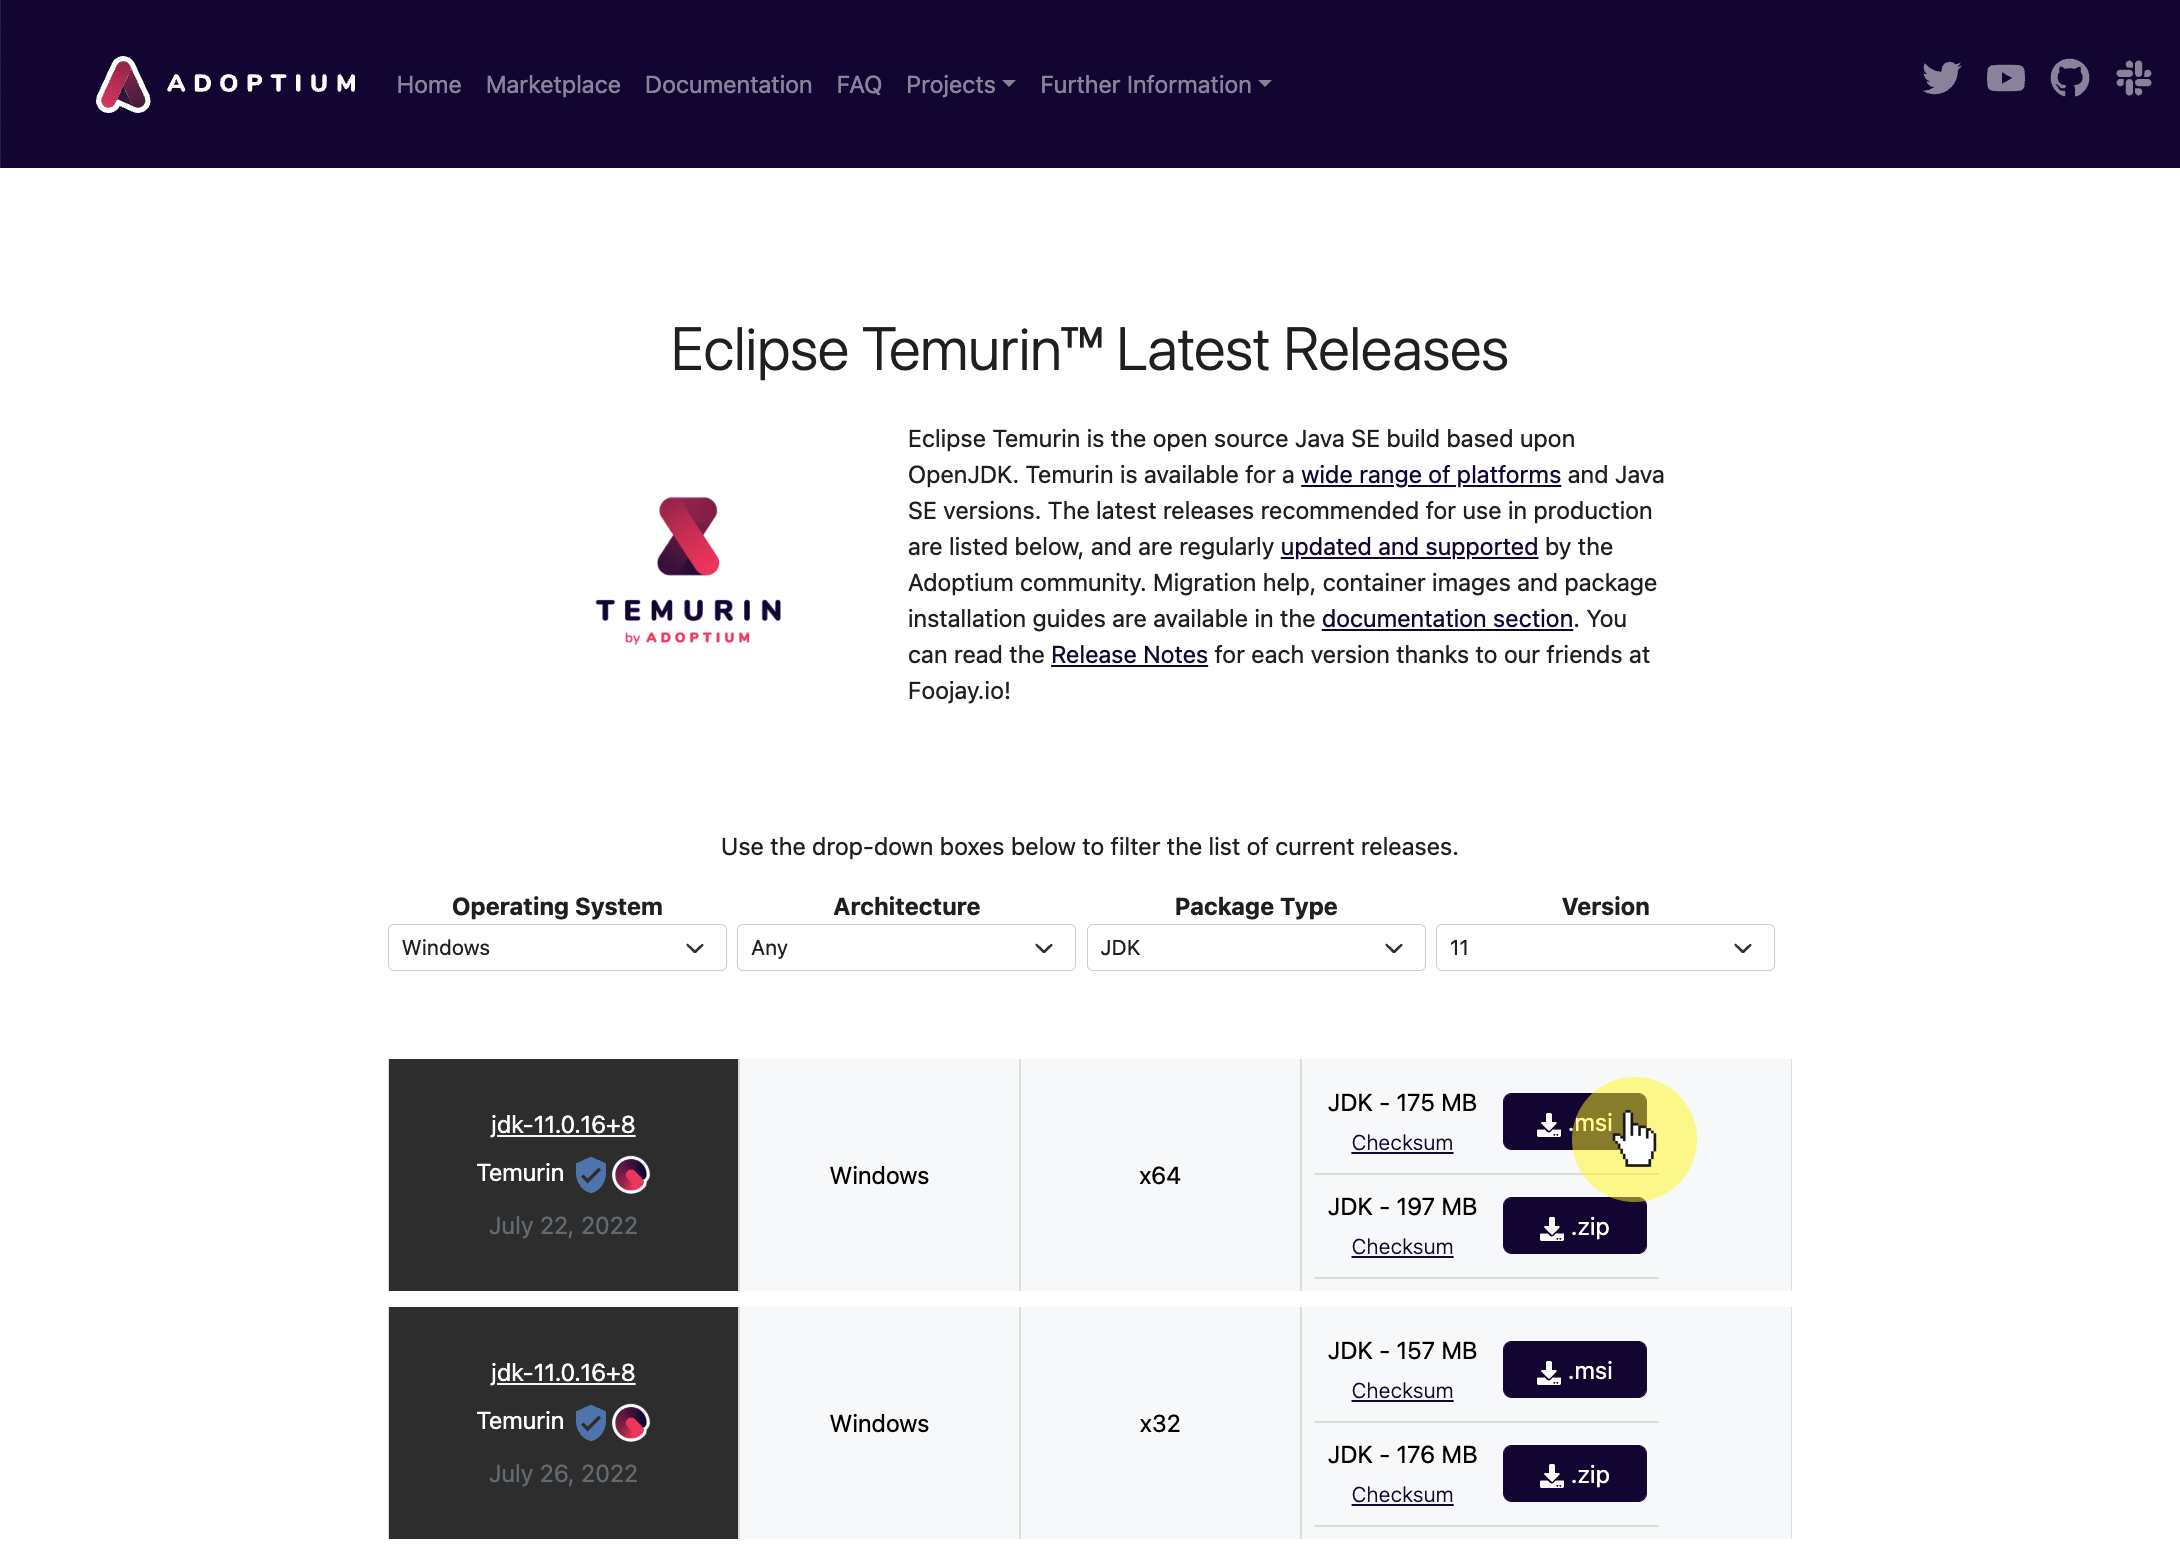 ADOPTIUM
Home Marketplace Documentation FAQ Projects Further Information
Eclipse Temurin™ Latest Releases
TEMURIN
by ADOPTIUM
Eclipse Temurin is the open source Java SE build based upon
OpenJDK. Temurin is available for a wide range of platforms and Java
SE versions. The latest releases recommended for use in production
are listed below, and are regularly updated and supported by the
Adoptium community. Migration help, container images and package
installation guides are available in the documentation section. You
can read the Release Notes for each version thanks to our friends at
Foojay.io!
Use the drop-down boxes below to filter the list of current releases.
Operating System Architecture Package Type Version
Windows Any JDK 11
jdk-11.0.16+8
Temurin
July 22, 2022
Windows
x64
JDK - 175 MB
Checksum
.msi
JDK - 197 MB
Checksum
.zip
jdk-11.0.16+8
Temurin
July 26, 2022
Windows
x32
JDK - 157 MB
Checksum
.msi
JDK - 176 MB
Checksum
.zip